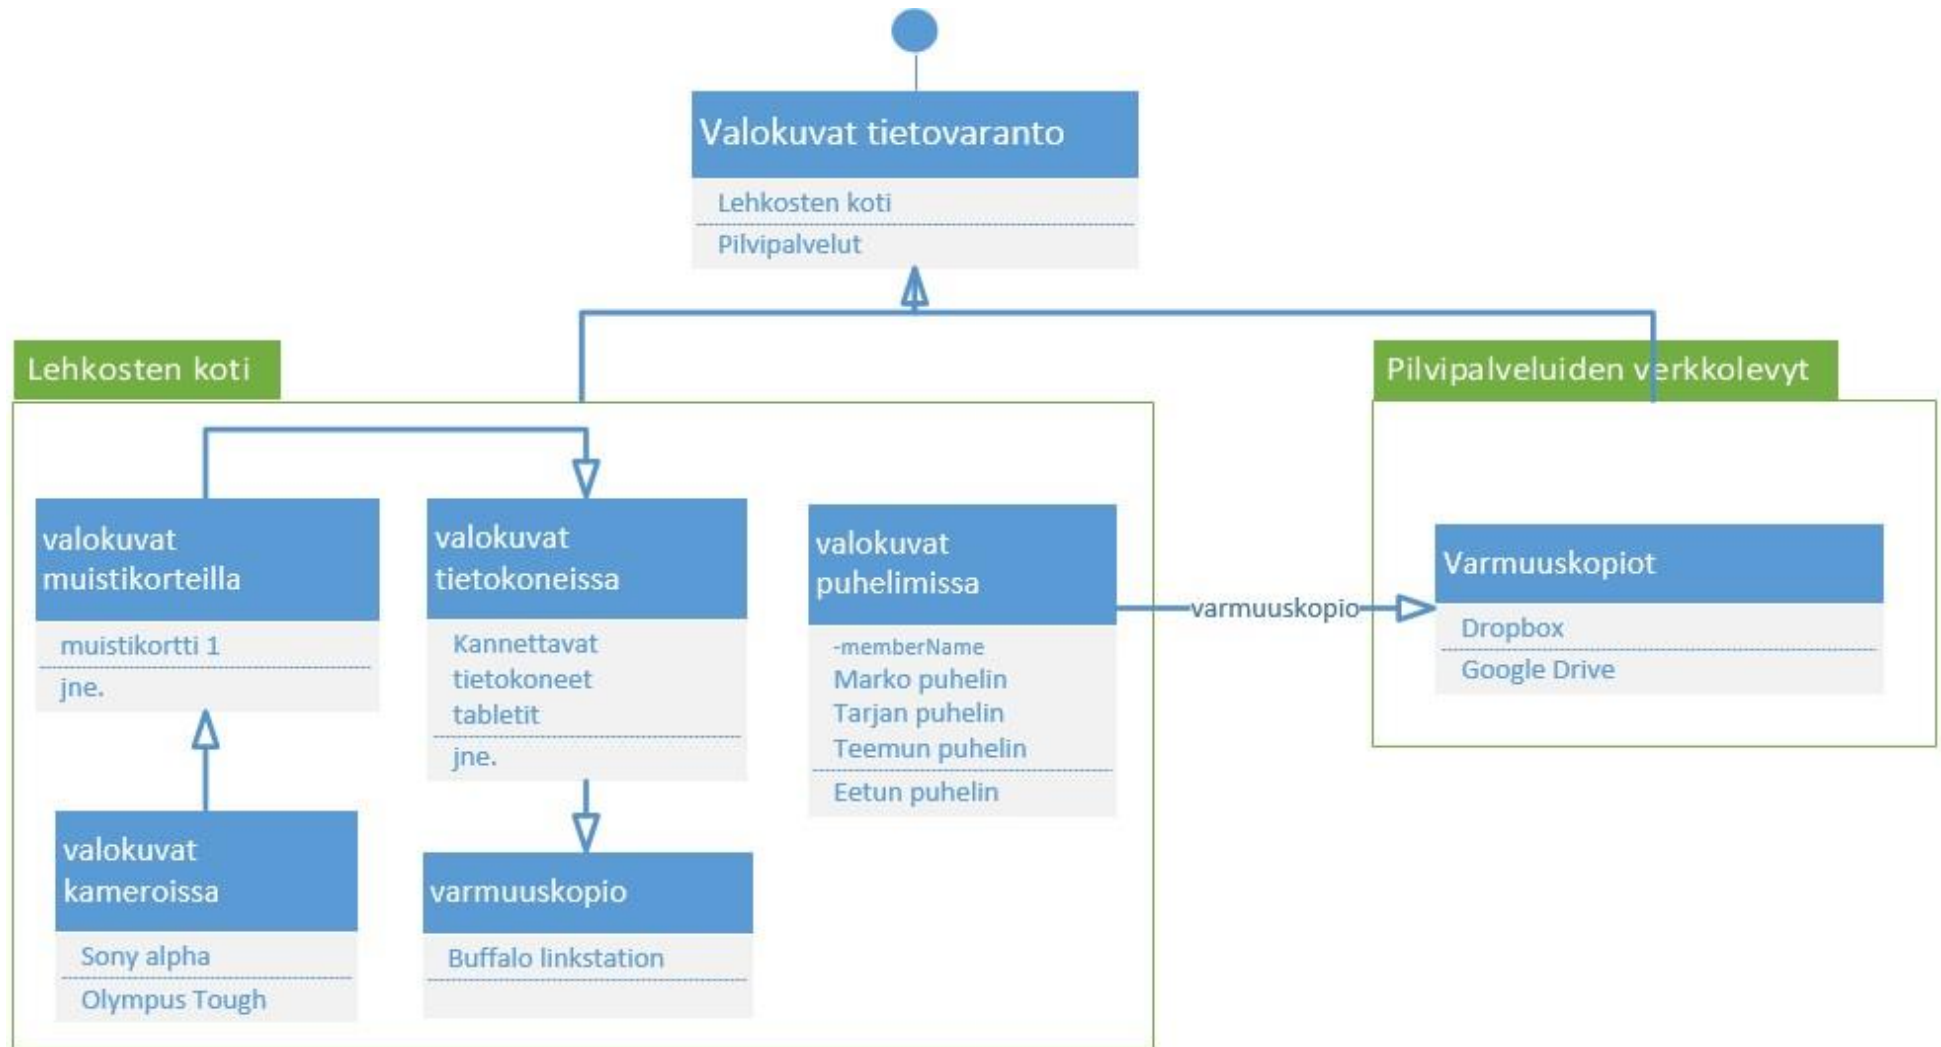 Valokuvat tietovaranto
Lehkosten koti
Pilvipalvelut
Lehkosten koti
valokuvat
muistikorteilla
muistikortti 1
jne.
valokuvat
kameroissa
Sony alpha
Olympus Tough
valokuvat
tietokoneissa
Kannettavat
tietokoneet
tabletit
jne.
varmuuskopio
Buffalo linkstation
valokuvat
puhelimissa
-memberName
Marko puhelin
Tarjan puhelin
Teemun puhelin
Eetun puhelin
varmuuskopio
Pilvipalveluiden verkkolevyt
Varmuuskopiot
Dropbox
Google Drive